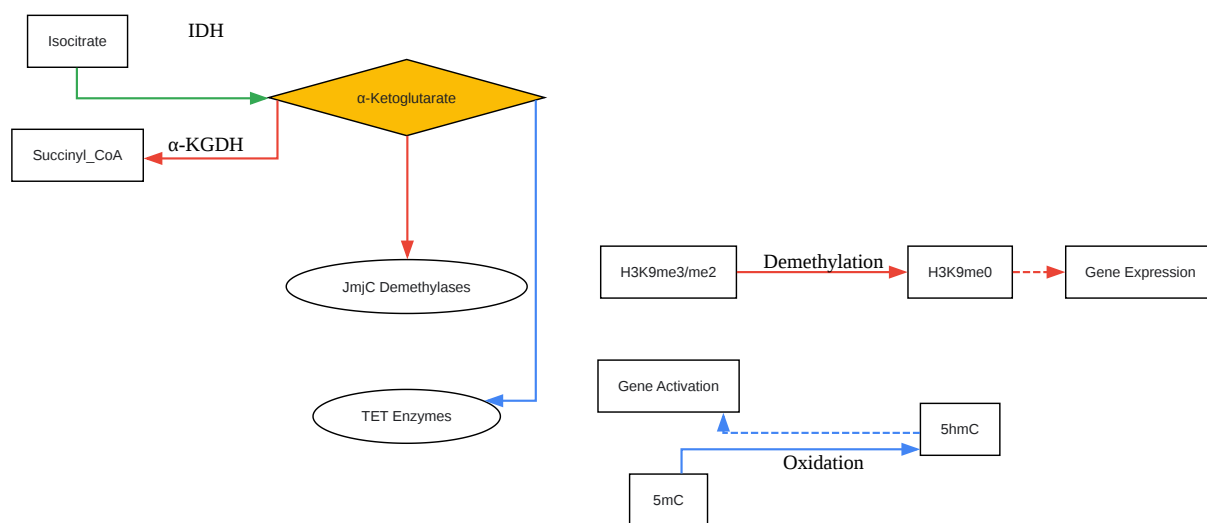 IDH
Isocitrate
α-Ketoglutarate
α-KGDH
Succinyl_CoA
Demethylation
H3K9me3/me2
H3K9me0
Gene Expression
JmjC Demethylases
Gene Activation
TET Enzymes
5hmC
Oxidation
5mC